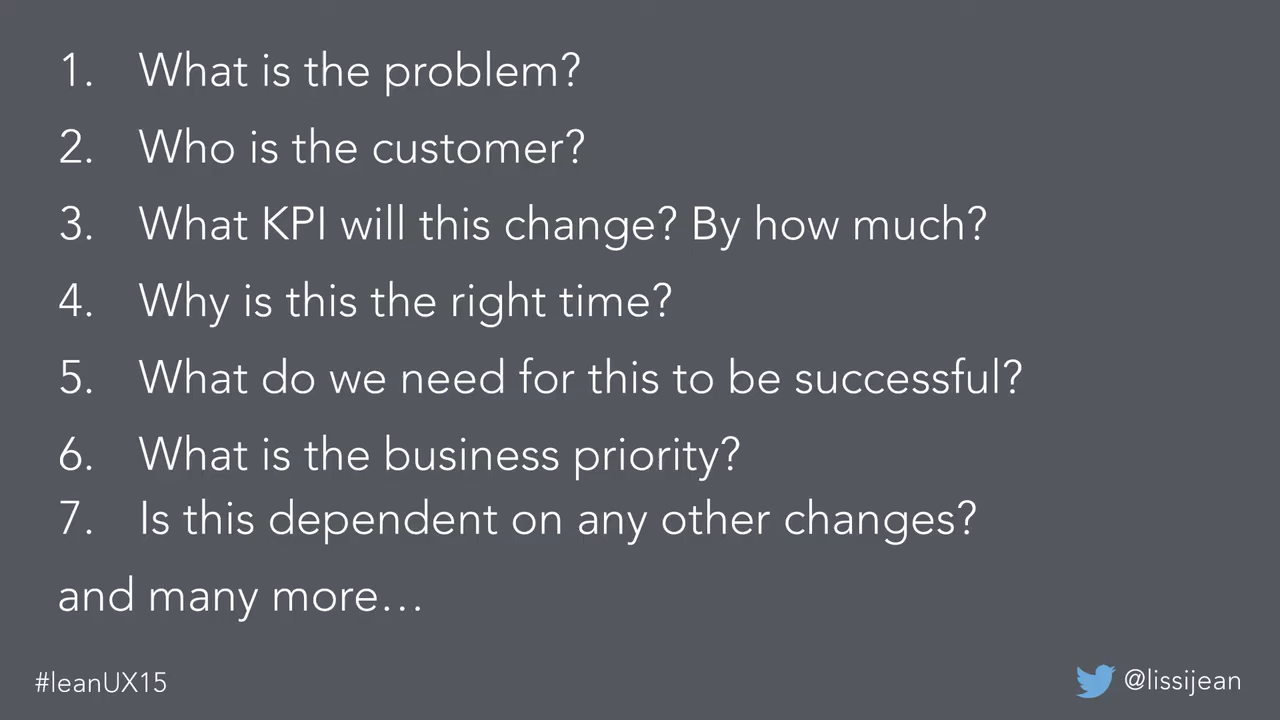 1. What is the problem?
2. Who is the customer?
3. What KPI will this change? By how much?
4. Why is this the right time?
5. What do we need for this to be successful?
6. What is the business priority?
7. Is this dependent on any other changes?
and many more…
#leanUX15
@lissijean